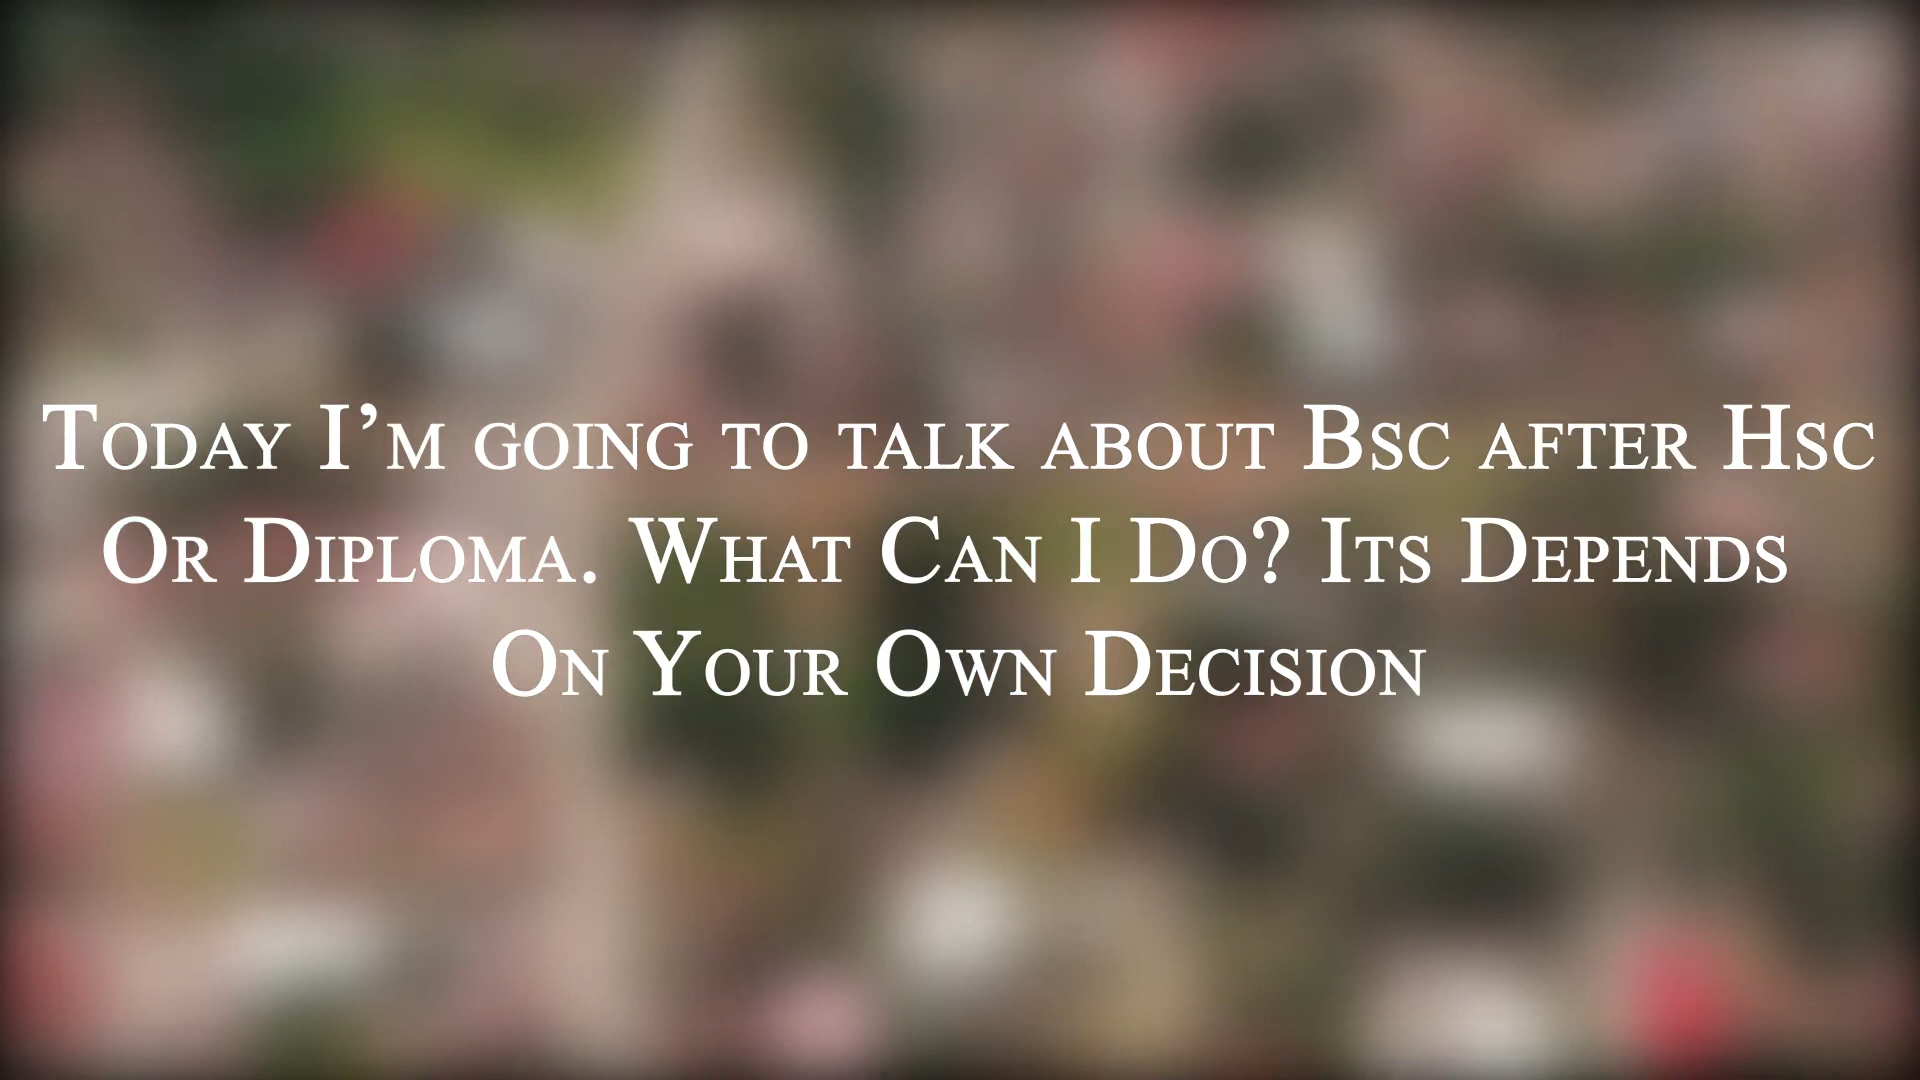 Today I’m going to talk about Bsc after Hsc
Or Diploma. What Can I Do? Its Depends
On Your Own Decision